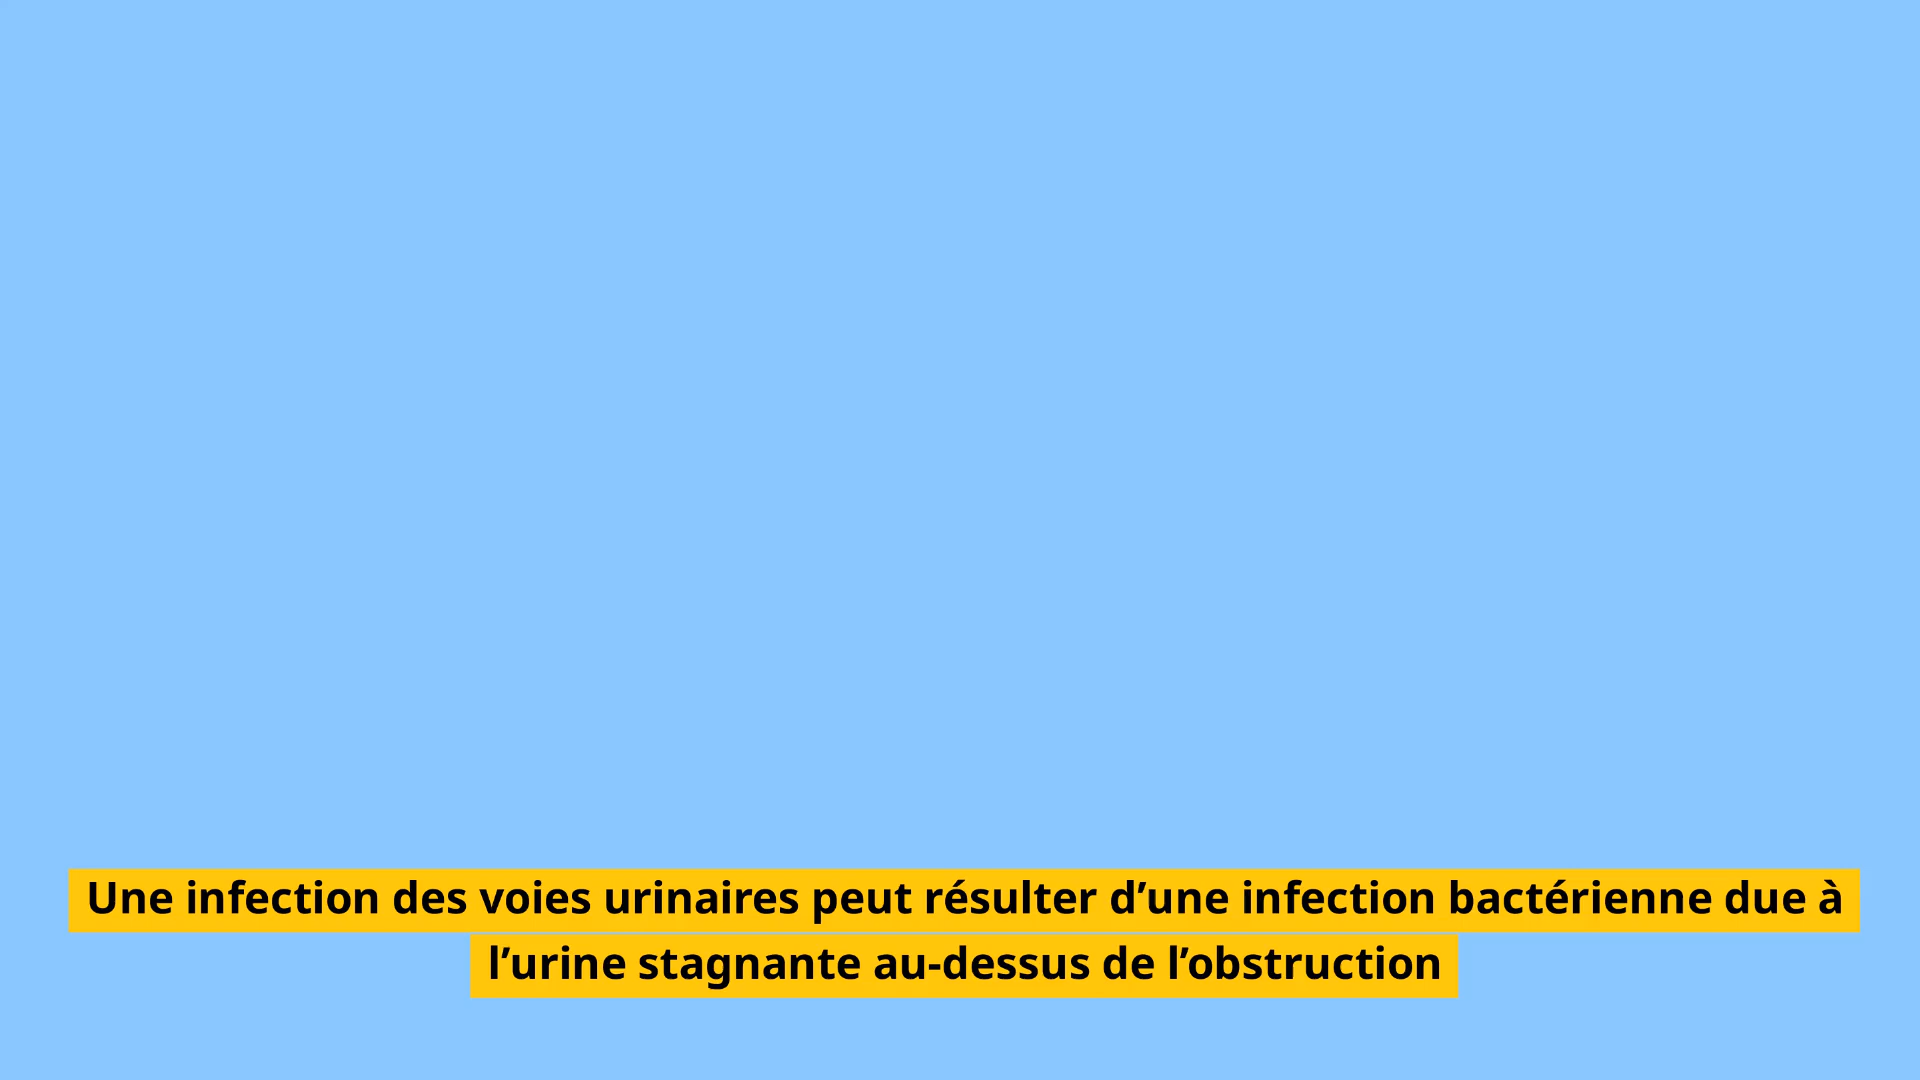 Une infection des voies urinaires peut résulter d’une infection bactérienne due à
l’urine stagnante au-dessus de l’obstruction